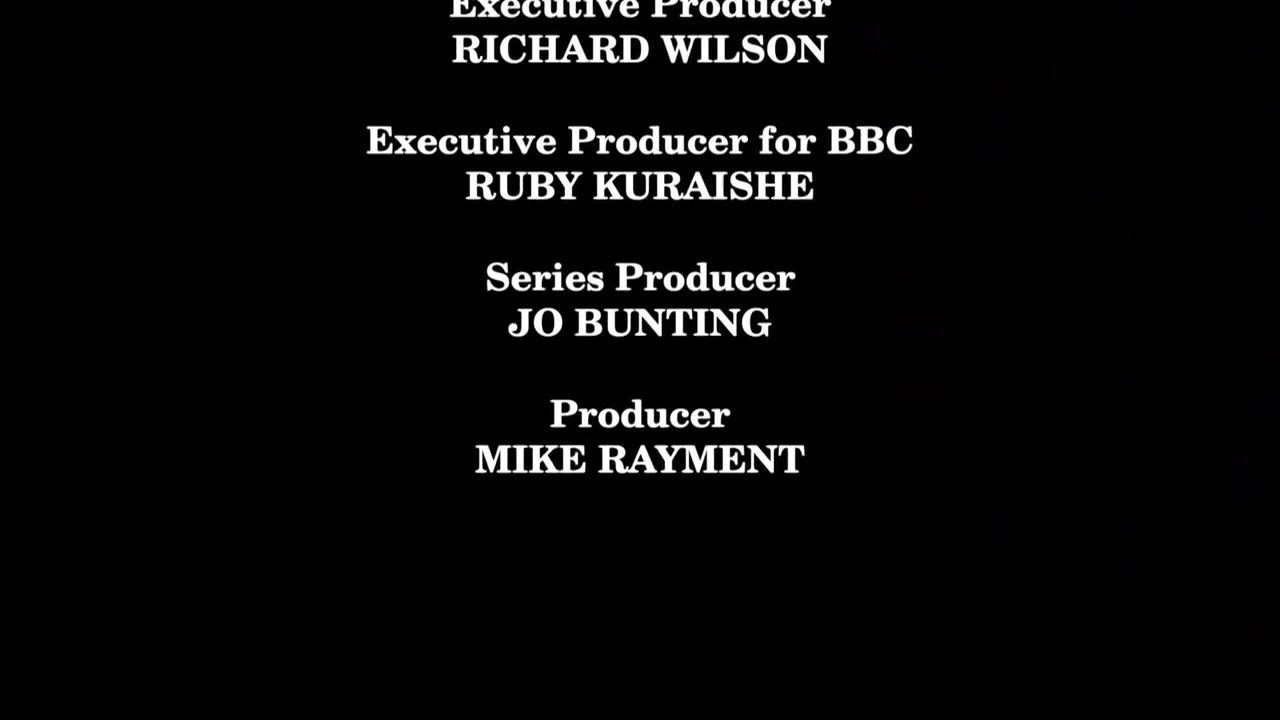 Executive Producer
RICHARD WILSON
Executive Producer for BBC
RUBY KURAISHE
Series Producer
JO BUNTING
Producer
MIKE RAYMENT